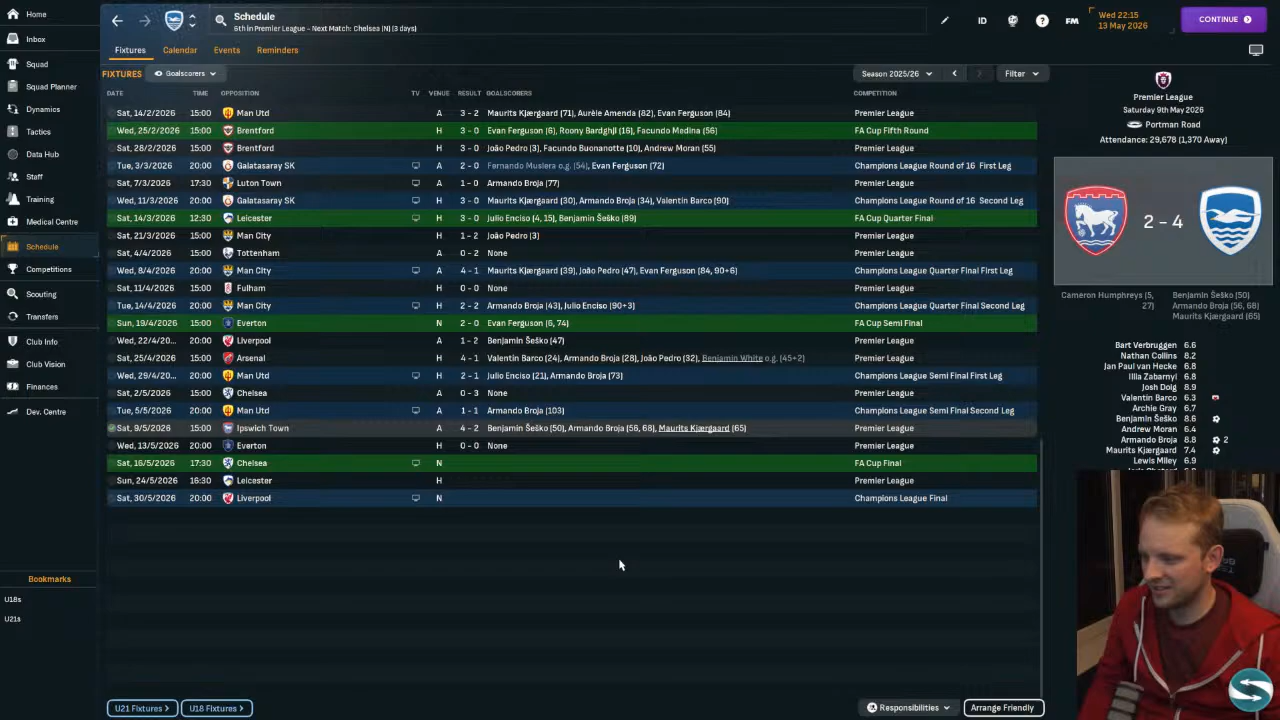 Home
Inbox
Squad
Squad Planner
Dynamics
Tactics
Data Hub
Staff
Training
Medical Centre
Schedule
Competitions
Scouting
Transfers
Club Info
Club Vision
Finances
Dev. Centre
Bookmarks
U18s
U21s
Schedule
5th in Premier League - Next Match: Chelsea (N) (3 days)
ID
FM
Wed 22:15
13 May 2026
CONTINUE
Fixtures Calendar Events Reminders
FIXTURES Goalscorers Season 2025/26 Filter
DATE TIME OPPOSITION TV VENUE RESULT GOALSCORERS COMPETITION
Sat, 14/2/2026 15:00 Man Utd A 3 - 2 Maurits Kjærgaard (71), Aurèle Amenda (82), Evan Ferguson (84) Premier League
Wed, 25/2/2026 15:00 Brentford H 3 - 0 Evan Ferguson (6), Roony Bardghji (16), Facundo Medina (56) FA Cup Fifth Round
Sat, 28/2/2026 15:00 Brentford H 3 - 0 João Pedro (3), Facundo Buonanotte (10), Andrew Moran (55) Premier League
Tue, 3/3/2026 20:00 Galatasaray SK A 2 - 0 Fernando Muslera o.g. (54), Evan Ferguson (72) Champions League Round of 16 First Leg
Sat, 7/3/2026 17:30 Luton Town A 1 - 0 Armando Broja (77) Premier League
Wed, 11/3/2026 20:00 Galatasaray SK H 3 - 0 Maurits Kjærgaard (30), Armando Broja (34), Valentin Barco (90) Champions League Round of 16 Second Leg
Sat, 14/3/2026 12:30 Leicester H 3 - 0 Julio Enciso (4, 15), Benjamin Šeško (89) FA Cup Quarter Final
Sat, 21/3/2026 15:00 Man City H 1 - 2 João Pedro (3) Premier League
Sat, 4/4/2026 15:00 Tottenham A 0 - 2 None Premier League
Wed, 8/4/2026 20:00 Man City A 4 - 1 Maurits Kjærgaard (39), João Pedro (47), Evan Ferguson (84, 90+6) Champions League Quarter Final First Leg
Sat, 11/4/2026 15:00 Fulham H 0 - 0 None Premier League
Tue, 14/4/2026 20:00 Man City H 2 - 2 Armando Broja (43), Julio Enciso (90+3) Champions League Quarter Final Second Leg
Sun, 19/4/2026 15:00 Everton N 2 - 0 Evan Ferguson (6, 74) FA Cup Semi Final
Wed, 22/4/20... 20:00 Liverpool A 1 - 2 Benjamin Šeško (47) Premier League
Sat, 25/4/2026 15:00 Arsenal H 4 - 1 Valentin Barco (24), Armando Broja (28), João Pedro (32), Benjamin White o.g. (45+2) Premier League
Wed, 29/4/20... 20:00 Man Utd H 2 - 1 Julio Enciso (21), Armando Broja (73) Champions League Semi Final First Leg
Sat, 2/5/2026 15:00 Chelsea A 0 - 3 None Premier League
Tue, 5/5/2026 20:00 Man Utd A 1 - 1 Armando Broja (103) Champions League Semi Final Second Leg
Sat, 9/5/2026 15:00 Ipswich Town A 4 - 2 Benjamin Šeško (50), Armando Broja (56, 68), Maurits Kjærgaard (65) Premier League
Wed, 13/5/2026 20:00 Everton H 0 - 0 None Premier League
Sat, 16/5/2026 17:30 Chelsea N FA Cup Final
Sun, 24/5/2026 16:30 Leicester H Premier League
Sat, 30/5/2026 20:00 Liverpool N Champions League Final
U21 Fixtures > U18 Fixtures > Responsibilities Arrange Friendly
Premier League
Saturday 9th May 2026
Portman Road
Attendance: 29,678 (1,370 Away)
2 - 4
Cameron Humphreys (5, 27)
Benjamin Šeško (50)
Armando Broja (56, 68)
Maurits Kjærgaard (65)
Bart Verbruggen 6.6
Nathan Collins 8.2
Jan Paul van Hecke 6.8
Illia Zabarnyi 6.8
Josh Doig 8.9
Valentin Barco 6.3
Archie Gray 6.7
Benjamin Šeško 8.6
Andrew Moran 6.4
Armando Broja 8.8 2
Maurits Kjærgaard 7.4
Lewis Miley 6.9